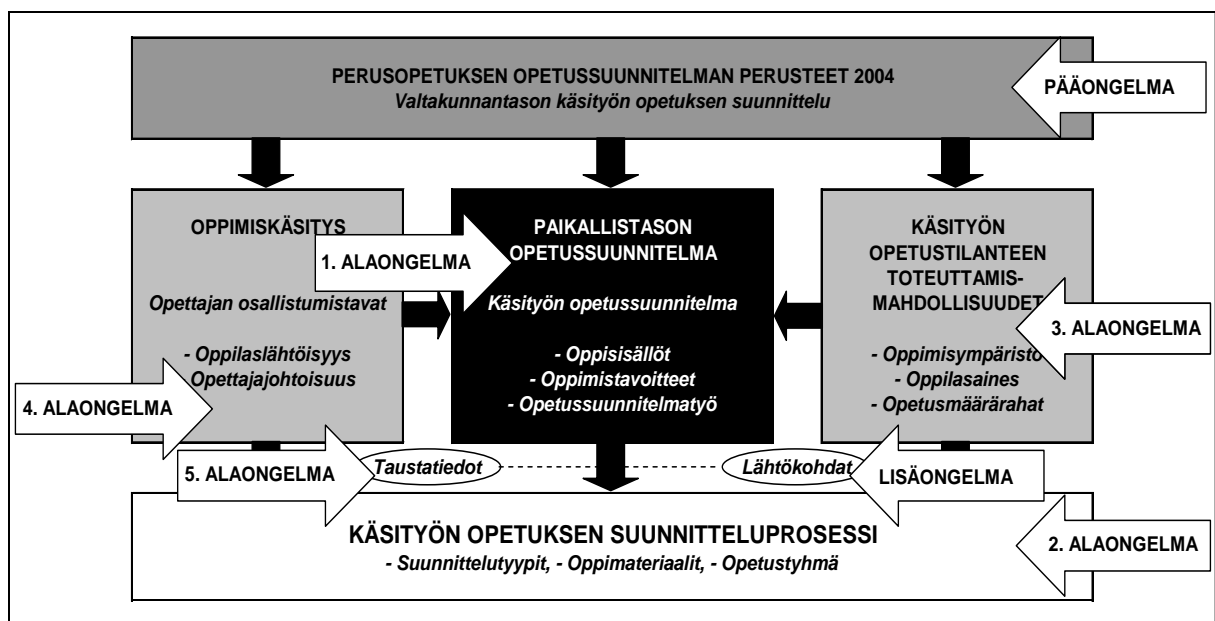 PERUSOPETUKSEN OPETUSSUUNNITELMAN PERUSTEET 2004
Valtakunnantason käsityön opetuksen suunnittelu
PÄÄONGELMA
OPPIMISKÄSITYS
Opettajan osallistumistavat
- Oppilaslähtöisyys
Opettajajohtoisuus
1. ALAONGELMA
4. ALAONGELMA
PAIKALLISTASON
OPETUSSUUNNITELMA
Käsityön opetussuunnitelma
- Oppisisällöt
- Oppimistavoitteet
- Opetussuunnitelmatyö
KÄSITYÖN
OPETUSTILANTEEN
TOTEUTTAMIS-
MAHDOLLISUUDET
- Oppimisympäristö
- Oppilasaines
- Opetusmäärärahat
3. ALAONGELMA
5. ALAONGELMA
Taustatiedot
Lähtökohdat
LISÄONGELMA
KÄSITYÖN OPETUKSEN SUUNNITTELUPROSESSI
- Suunnittelutyypit, - Oppimateriaalit, - Opetustyhmä
2. ALAONGELMA